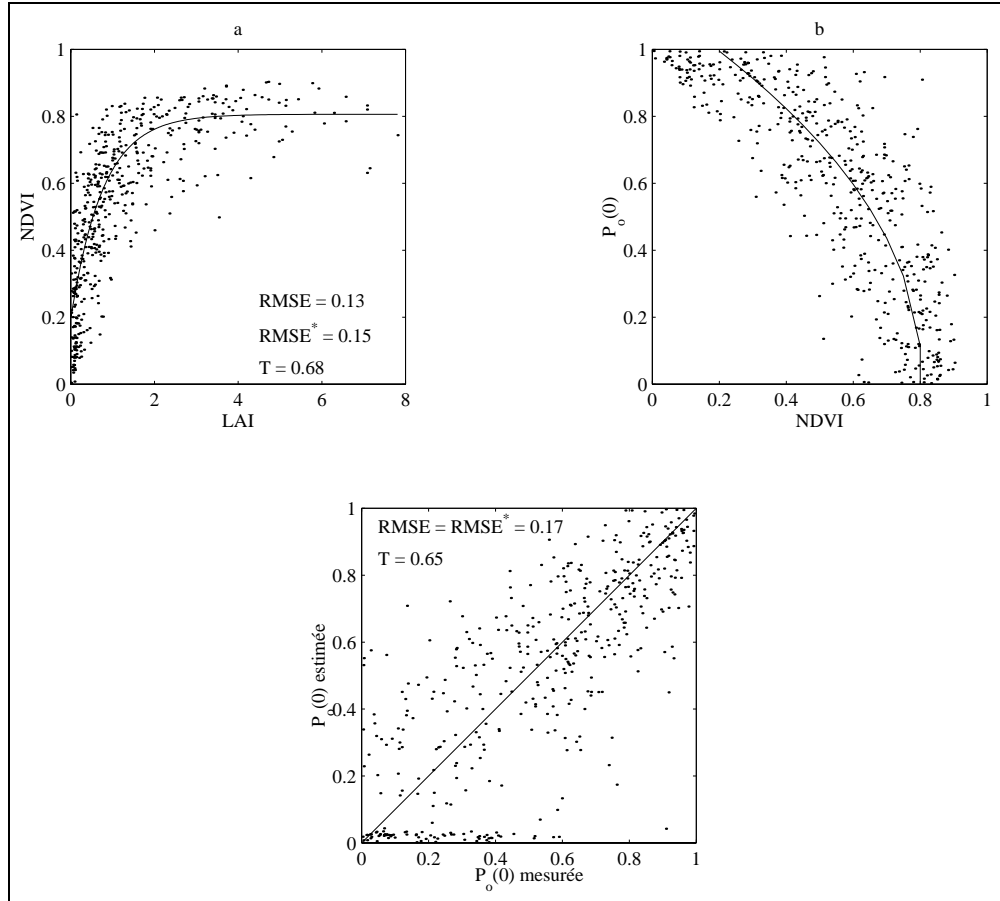 a
1
0.8
0.6
0.4
0.2
0
NDVI
0 2 4 6 8
LAI
RMSE = 0.13
RMSE* = 0.15
T = 0.68
b
1
0.8
0.6
0.4
0.2
0
P_o(0)
0 0.2 0.4 0.6 0.8 1
NDVI
1
0.8
0.6
0.4
0.2
0
P_o(0) estimée
RMSE = RMSE* = 0.17
T = 0.65
0 0.2 0.4 0.6 0.8 1
P_o(0) mesurée